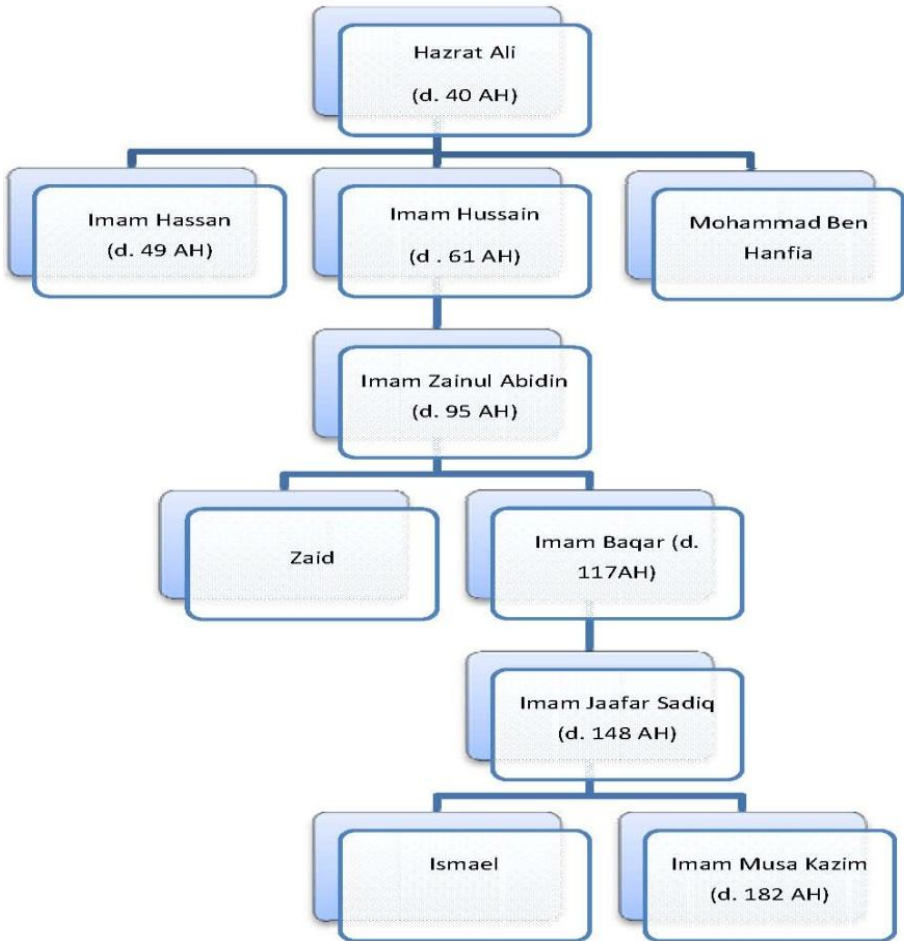 Hazrat Ali
(d. 40 AH)
Imam Hassan
(d. 49 AH)
Imam Hussain
(d . 61 AH)
Mohammad Ben
Hanfia
Imam Zainul Abidin
(d. 95 AH)
Zaid
Imam Baqar (d.
117AH)
Imam Jaafar Sadiq
(d. 148 AH)
Ismael
Imam Musa Kazim
(d. 182 AH)